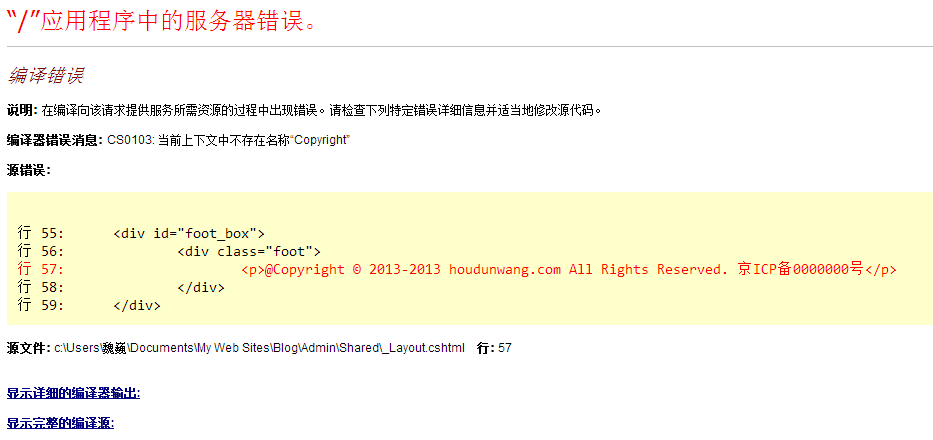 “/”应用程序中的服务器错误。
编译错误
说明: 在编译向该请求提供服务所需资源的过程中出现错误。请检查下列特定错误详细信息并适当地修改源代码。
编译器错误消息: CS0103: 当前上下文中不存在名称“Copyright”
源错误:
行 55:      <div id="foot_box">
行 56:              <div class="foot">
行 57:                      <p>@Copyright © 2013-2013 houdunwang.com All Rights Reserved. 京ICP备0000000号</p>
行 58:              </div>
行 59:      </div>
源文件: c:\Users\魏巍\Documents\My Web Sites\Blog\Admin\Shared\_Layout.cshtml    行: 57
显示详细的编译器输出:
显示完整的编译源: